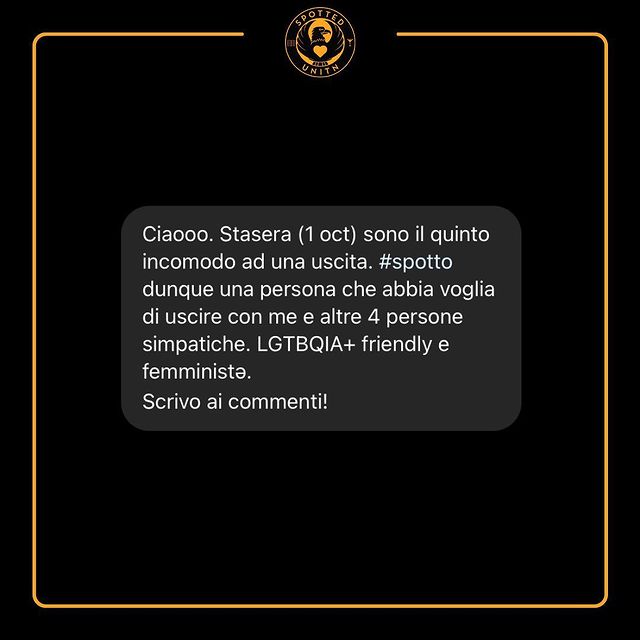 SPOTTED
UNITN
Ciaooo. Stasera (1 oct) sono il quinto
incomodo ad una uscita. #spotto
dunque una persona che abbia voglia
di uscire con me e altre 4 persone
simpatiche. LGTBQIA+ friendly e
femministə.
Scrivo ai commenti!